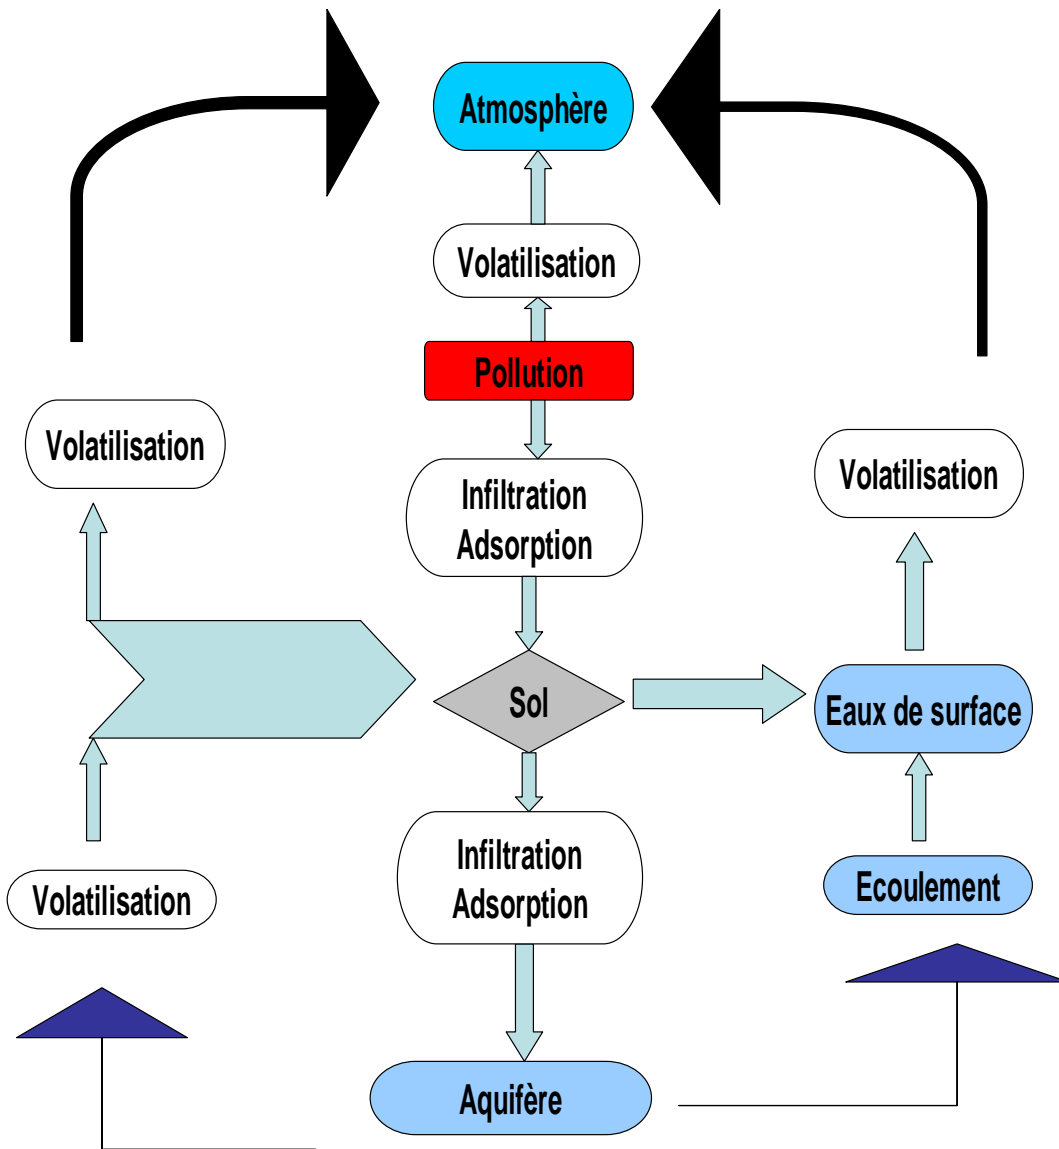 Atmosphère
Volatilisation
Pollution
Volatilisation
Infiltration
Adsorption
Volatilisation
Sol
Eaux de surface
Infiltration
Adsorption
Volatilisation
Ecoulement
Aquifère